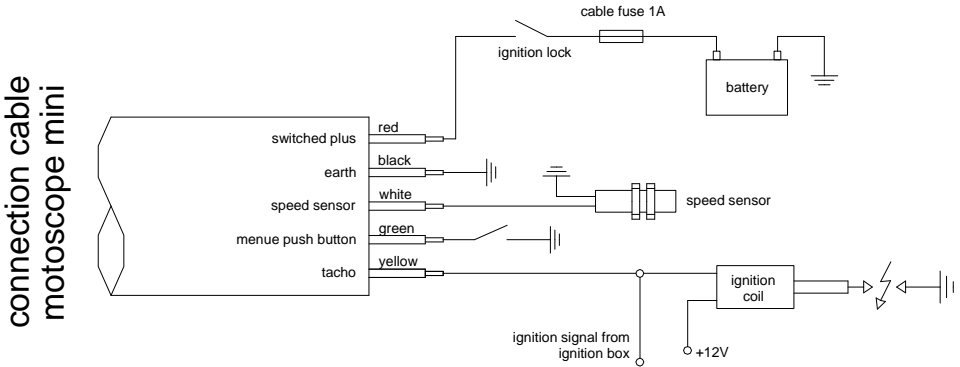 connection cable
motoscope mini
cable fuse 1A
ignition lock
battery
switched plus
red
earth
black
speed sensor
white
speed sensor
menue push button
green
tacho
yellow
ignition
coil
ignition signal from
ignition box
+12V